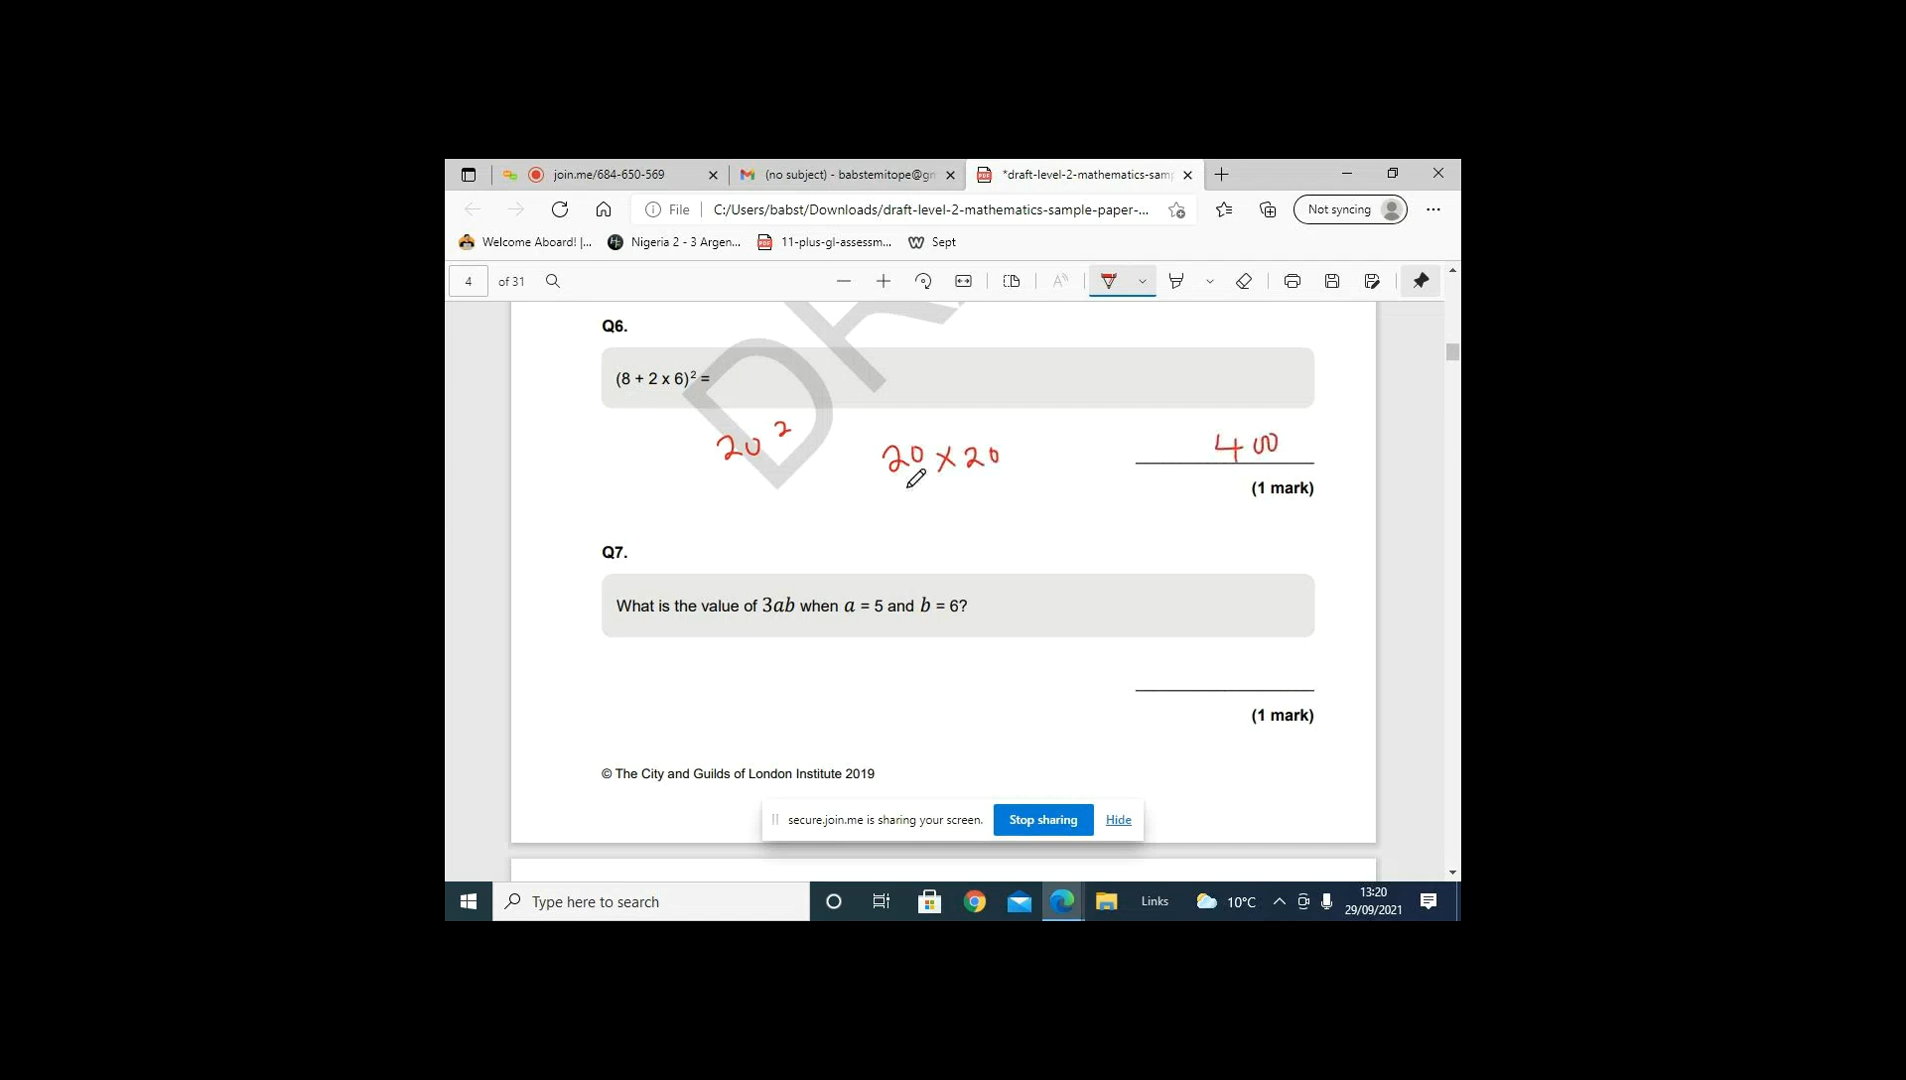 join.me/684-650-569
(no subject) - babstemitope@gm
*draft-level-2-mathematics-sam
File
C:/Users/babst/Downloads/draft-level-2-mathematics-sample-paper-...
Not syncing
Welcome Aboard! |...
Nigeria 2 - 3 Argen...
11-plus-gl-assessm...
Sept
4 of 31
Q6.
(8 + 2 x 6)² =
20²
20 × 20
400
(1 mark)
Q7.
What is the value of 3ab when a = 5 and b = 6?
(1 mark)
© The City and Guilds of London Institute 2019
secure.join.me is sharing your screen.
Stop sharing
Hide
Type here to search
Links
10°C
13:20
29/09/2021